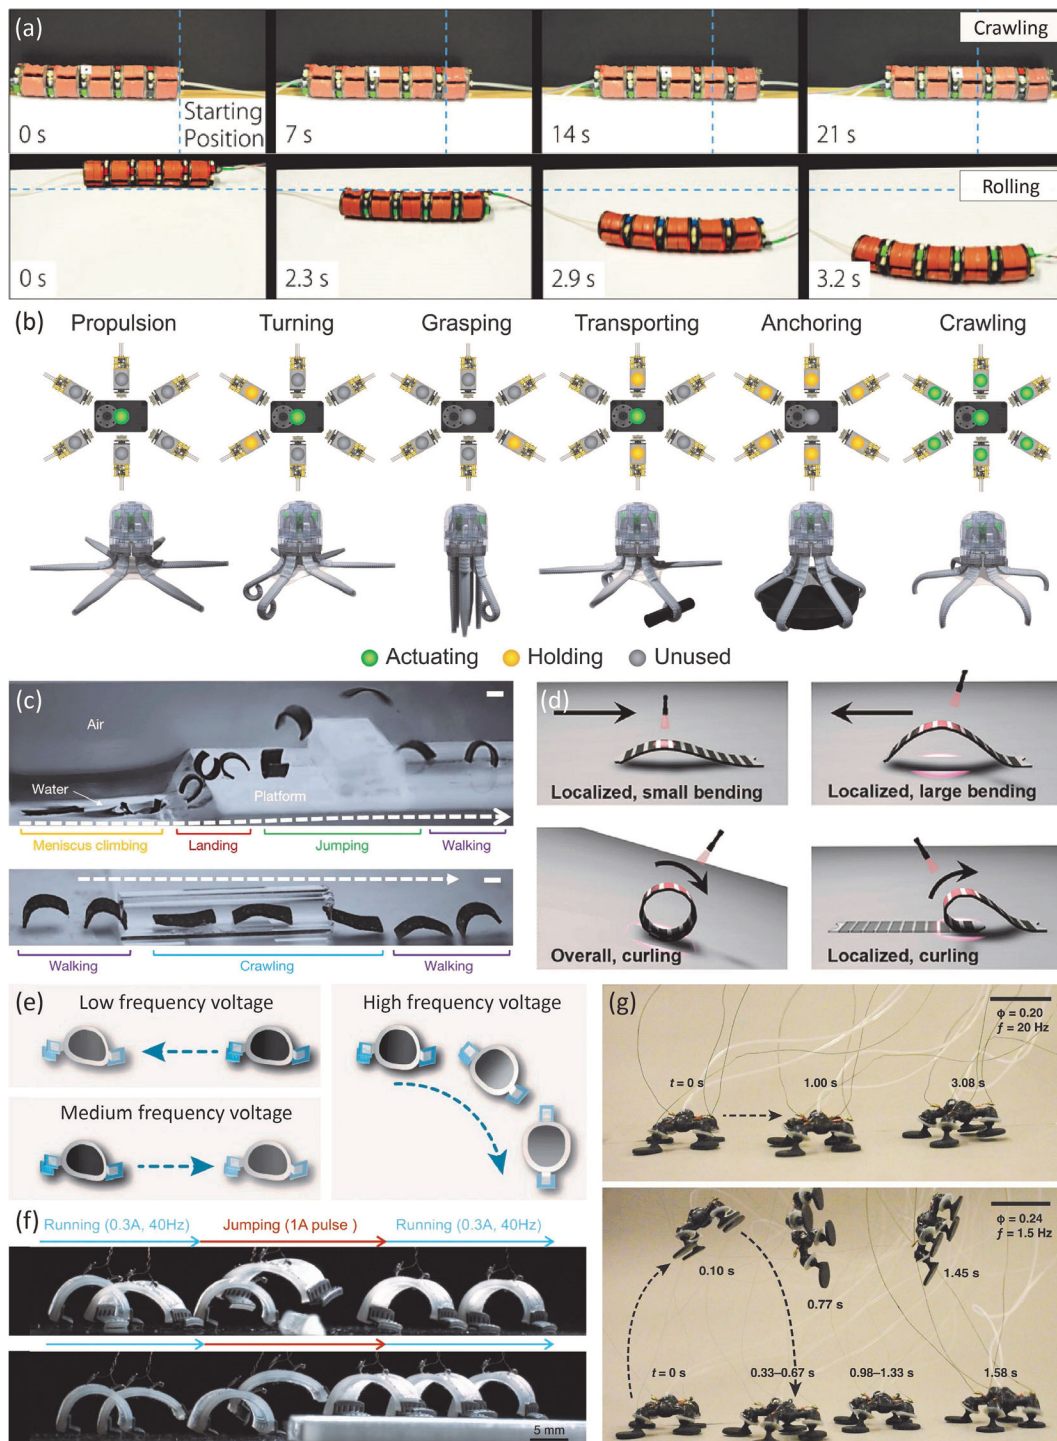 (a)
Crawling
Starting
Position
0 s
7 s
14 s
21 s
Rolling
0 s
2.3 s
2.9 s
3.2 s
(b)
Propulsion
Turning
Grasping
Transporting
Anchoring
Crawling
Actuating
Holding
Unused
(c)
Air
Water
Platform
Meniscus climbing
Landing
Jumping
Walking
Walking
Crawling
Walking
(d)
Localized, small bending
Localized, large bending
Overall, curling
Localized, curling
(e)
Low frequency voltage
High frequency voltage
Medium frequency voltage
(f)
Running (0.3A, 40Hz)
Jumping (1A pulse )
Running (0.3A, 40Hz)
5 mm
(g)
ϕ = 0.20
f = 20 Hz
t = 0 s
1.00 s
3.08 s
ϕ = 0.24
f = 1.5 Hz
0.10 s
0.77 s
1.45 s
t = 0 s
0.33–0.67 s
0.98–1.33 s
1.58 s